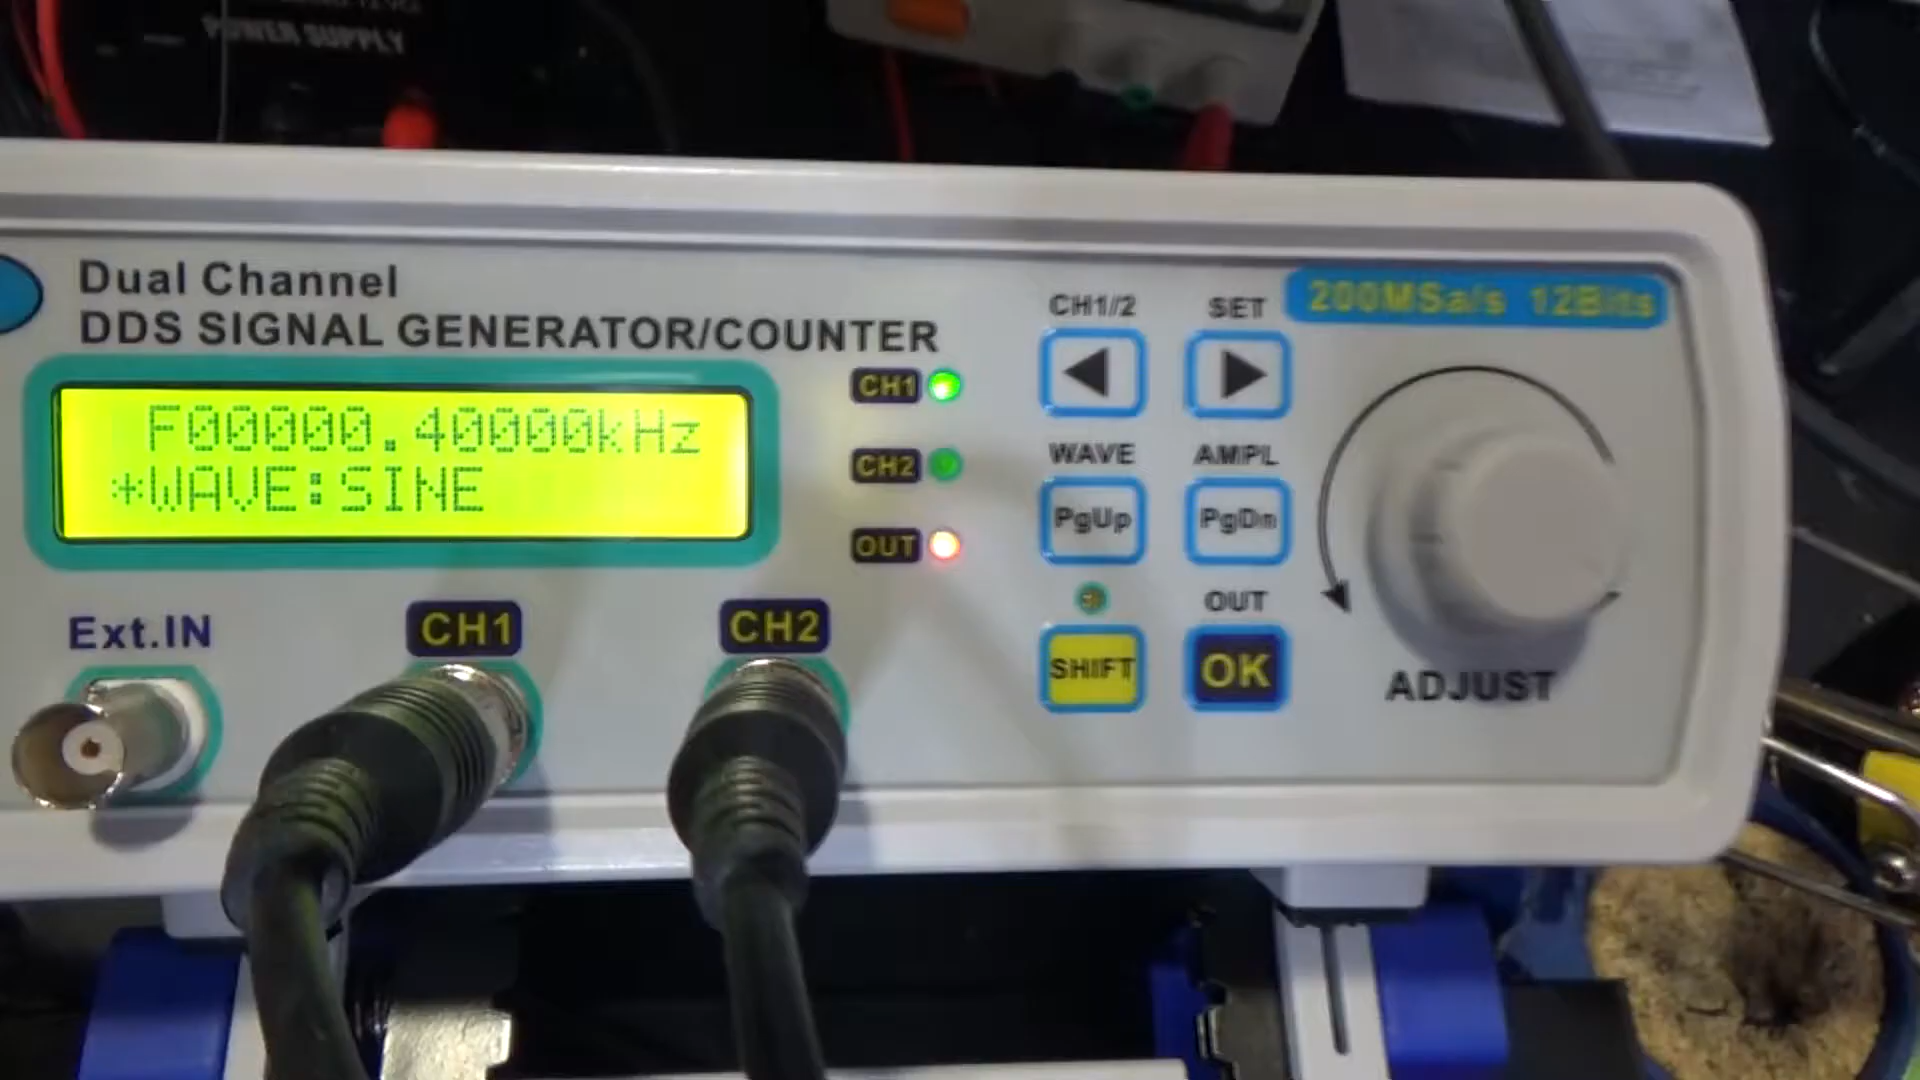 POWER SUPPLY
Dual Channel
DDS SIGNAL GENERATOR/COUNTER
F00000.40000kHz
*WAVE:SINE
CH1
CH2
OUT
Ext.IN
CH1
CH2
CH1/2
SET
200MSa/s 12Bits
WAVE
AMPL
PgUp
PgDn
OUT
SHIFT
OK
ADJUST